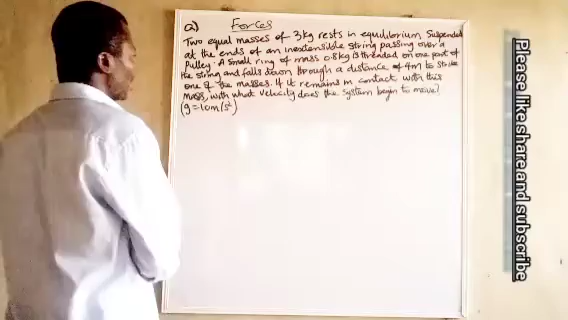 a) Forces
Two equal masses of 3kg rests in equilibrium, Suspended
at the ends of an inextensible string passing over a
Pulley. A small ring of mass 0.8kg is threaded on one part of
the string and falls down through a distance of 4m to strike
one of the masses. If it remains in contact with this
mass, with what velocity does the system begin to move?
(g = 10m/s²)
Please like share and subscribe